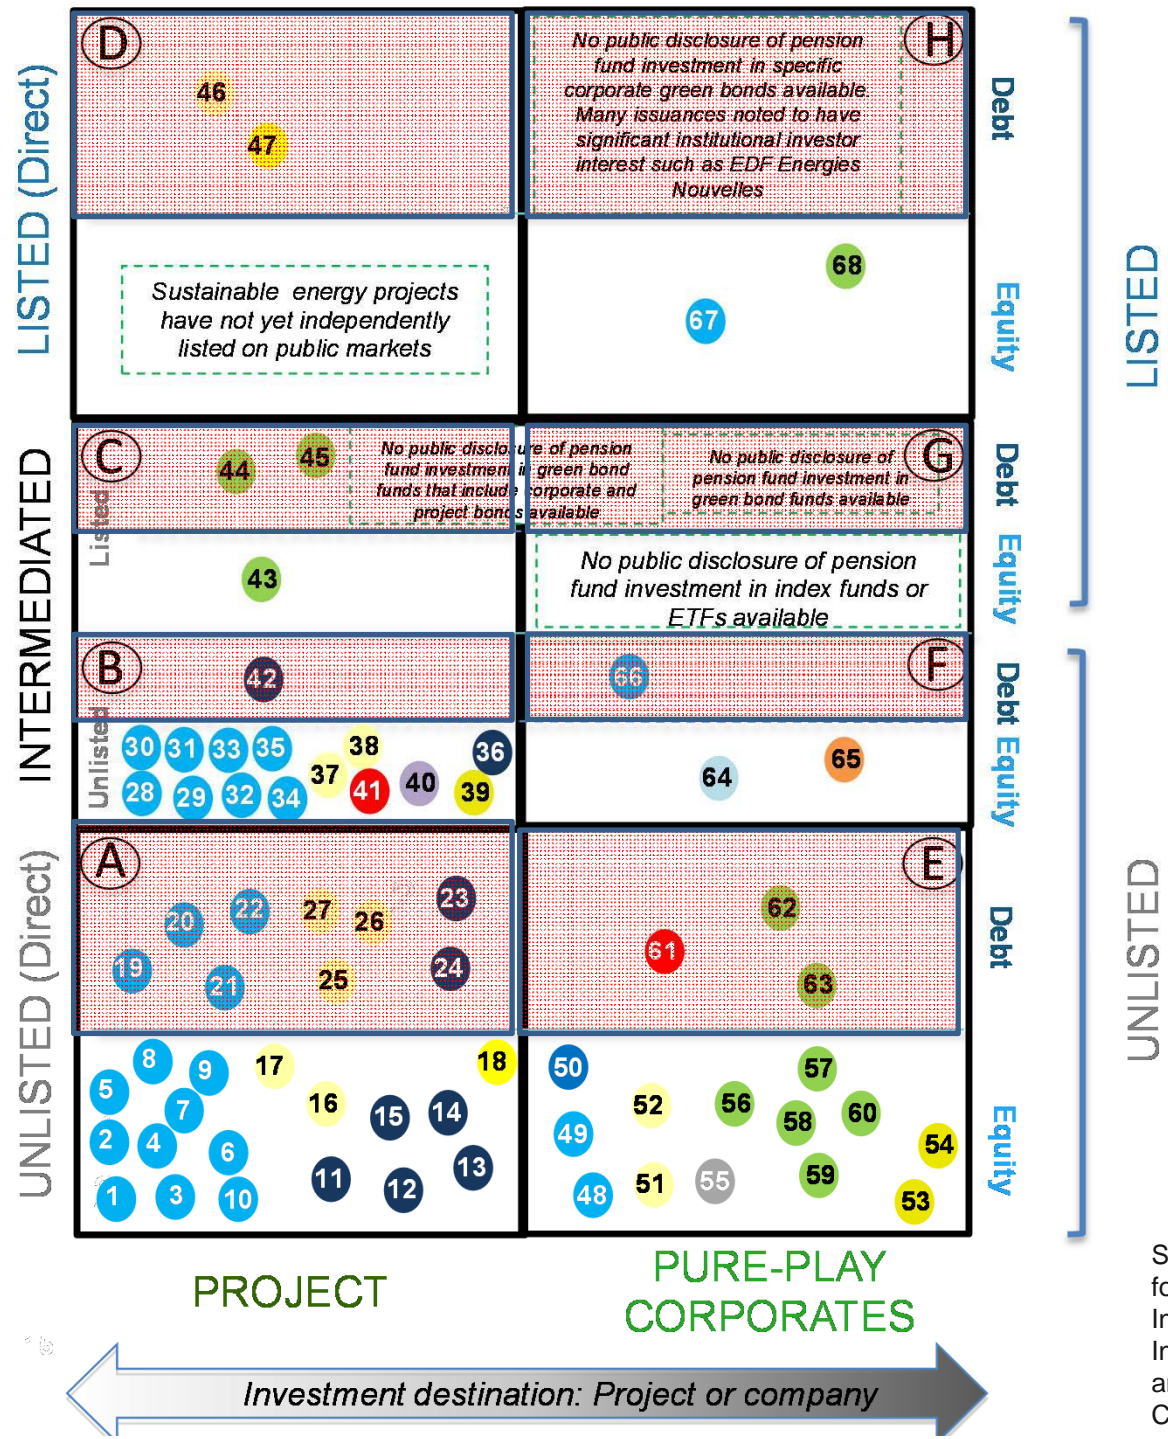 D
46
47
No public disclosure of pension
fund investment in specific
corporate green bonds available.
Many issuances noted to have
significant institutional investor
interest such as EDF Energies
Nouvelles
H
Debt
LISTED (Direct)
Sustainable energy projects
have not yet independently
listed on public markets
68
67
Equity
LISTED
INTERMEDIATED
C
Listed
44
45
No public disclosure of pension
fund investment in green bond
funds that include corporate and
project bonds available
No public disclosure of
pension fund investment in
green bond funds available
G
Debt
43
No public disclosure of pension
fund investment in index funds or
ETFs available
Equity
B
Unlisted
42
66
F
Debt
30 31 33 35
38
36
37
28 29 32 34
41
40
39
64
65
Equity
UNLISTED (Direct)
A
20 22 27 26 23
19 21 25 24
E
62
61
63
Debt
UNLISTED
8 9 17 18
5 7 16 15 14
2 4 6
1 3 10 11 12 13
50
57
52 56 58 60
49
54
48 51 55 59 53
Equity
PROJECT
PURE-PLAY
CORPORATES
Investment destination: Project or company
S
fo
In
In
a
C